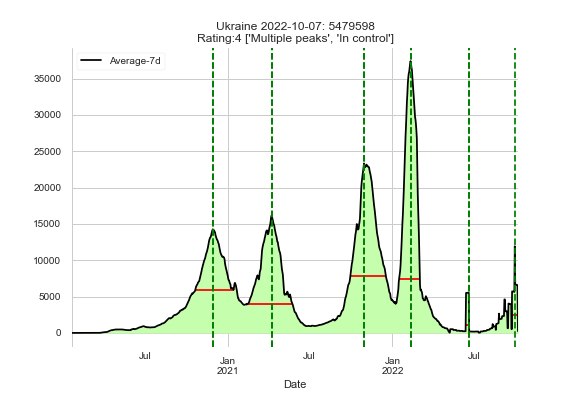 Ukraine 2022-10-07: 5479598
Rating:4 ['Multiple peaks', 'In control']
Average-7d
35000
30000
25000
20000
15000
10000
5000
0
Jul
Jan
2021
Jul
Jan
2022
Jul
Date